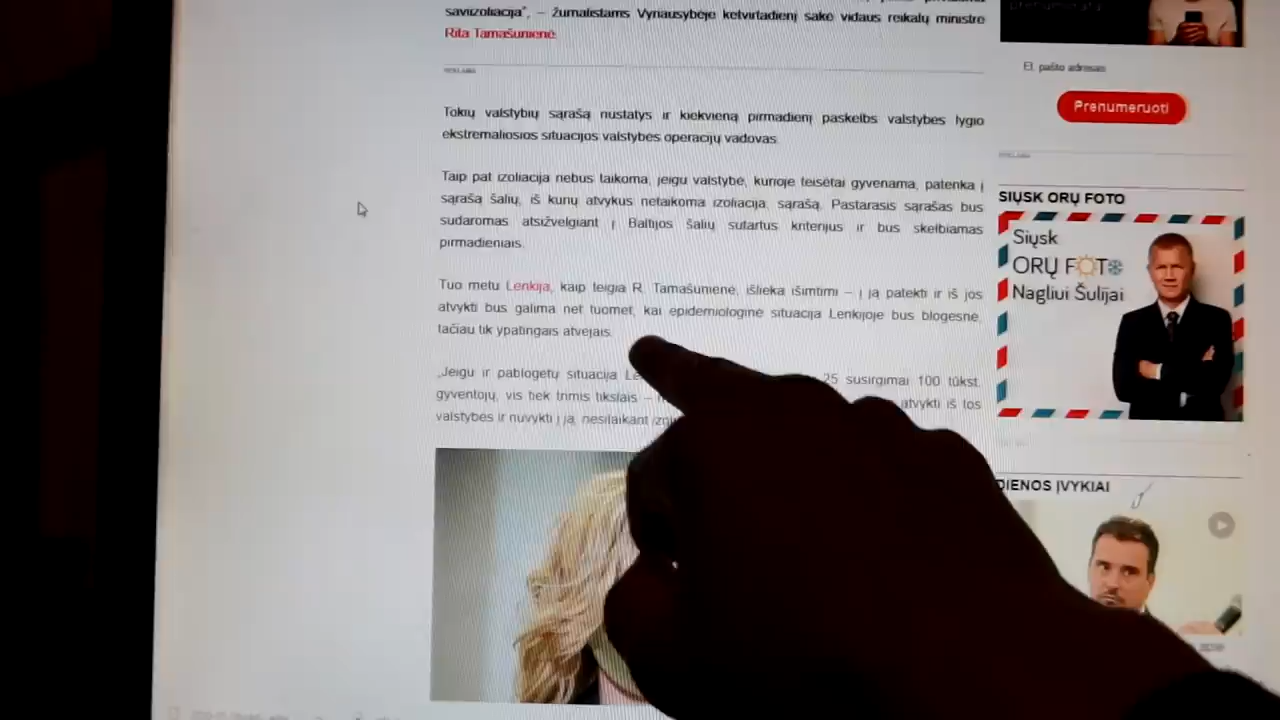 saviizoliacija“, – žurnalistams Vyriausybėje ketvirtadienį sakė vidaus reikalų ministrė
Rita Tamašunienė.
REKLAMA
Tokių valstybių sąrašą nustatys ir kiekvieną pirmadienį paskelbs valstybės lygio
ekstremaliosios situacijos valstybės operacijų vadovas.
Taip pat izoliacija nebus taikoma, jeigu valstybė, kurioje teisėtai gyvenama, patenka į
sąrašą šalių, iš kurių atvykus netaikoma izoliacija, sąrašą. Pastarasis sąrašas bus
sudaromas atsižvelgiant į Baltijos šalių sutartus kriterijus ir bus skelbiamas
pirmadieniais.
Tuo metu Lenkija, kaip teigia R. Tamašunienė, išlieka išimtimi – į ją patekti ir iš jos
atvykti bus galima net tuomet, kai epidemiologinė situacija Lenkijoje bus blogesnė,
tačiau tik ypatingais atvejais.
„Jeigu ir pablogėtų situacija 25 susirgimai 100 tūkst.
gyventojų, vis tiek trimis tikslais – atvykti iš tos
valstybės ir nuvykti į ją, nesilaikant
El. pašto adresas
Prenumeruoti
REKLAMA
SIŲSK ORŲ FOTO
Siųsk
ORŲ FOTO
Nagliui Šulijai
DIENOS ĮVYKIAI
apie